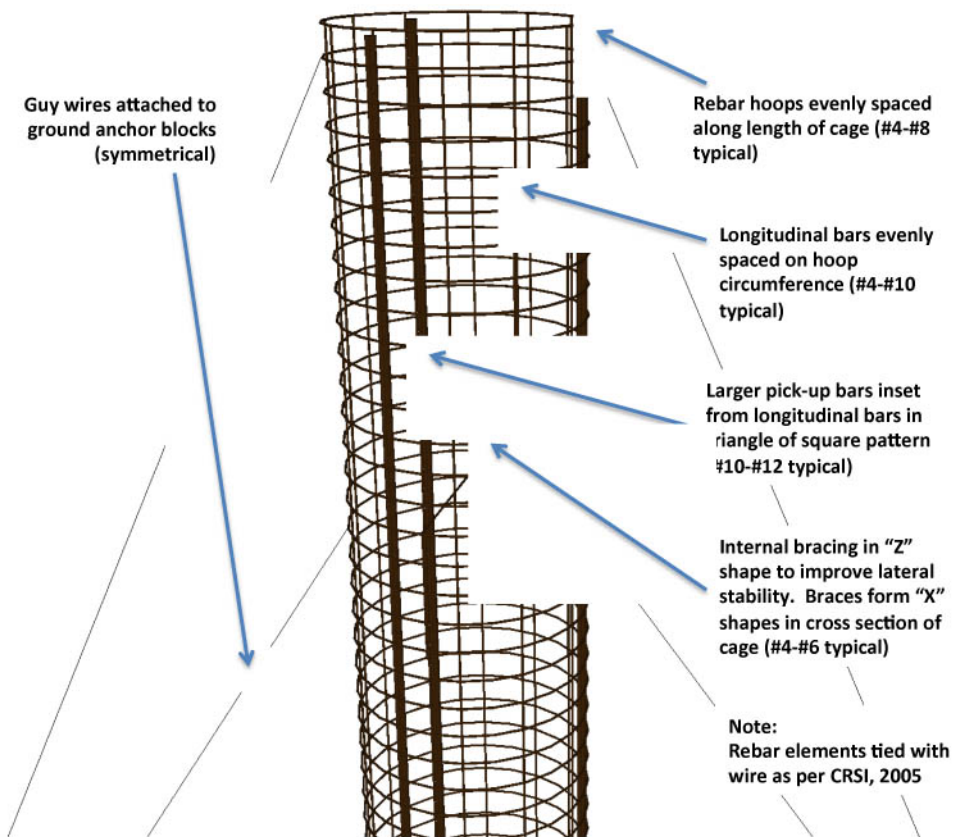 Guy wires attached to
ground anchor blocks
(symmetrical)
Rebar hoops evenly spaced
along length of cage (#4-#8
typical)
Longitudinal bars evenly
spaced on hoop
circumference (#4-#10
typical)
Larger pick-up bars inset
from longitudinal bars in
riangle of square pattern
#10-#12 typical)
Internal bracing in “Z”
shape to improve lateral
stability.  Braces form “X”
shapes in cross section of
cage (#4-#6 typical)
Note:
Rebar elements tied with
wire as per CRSI, 2005